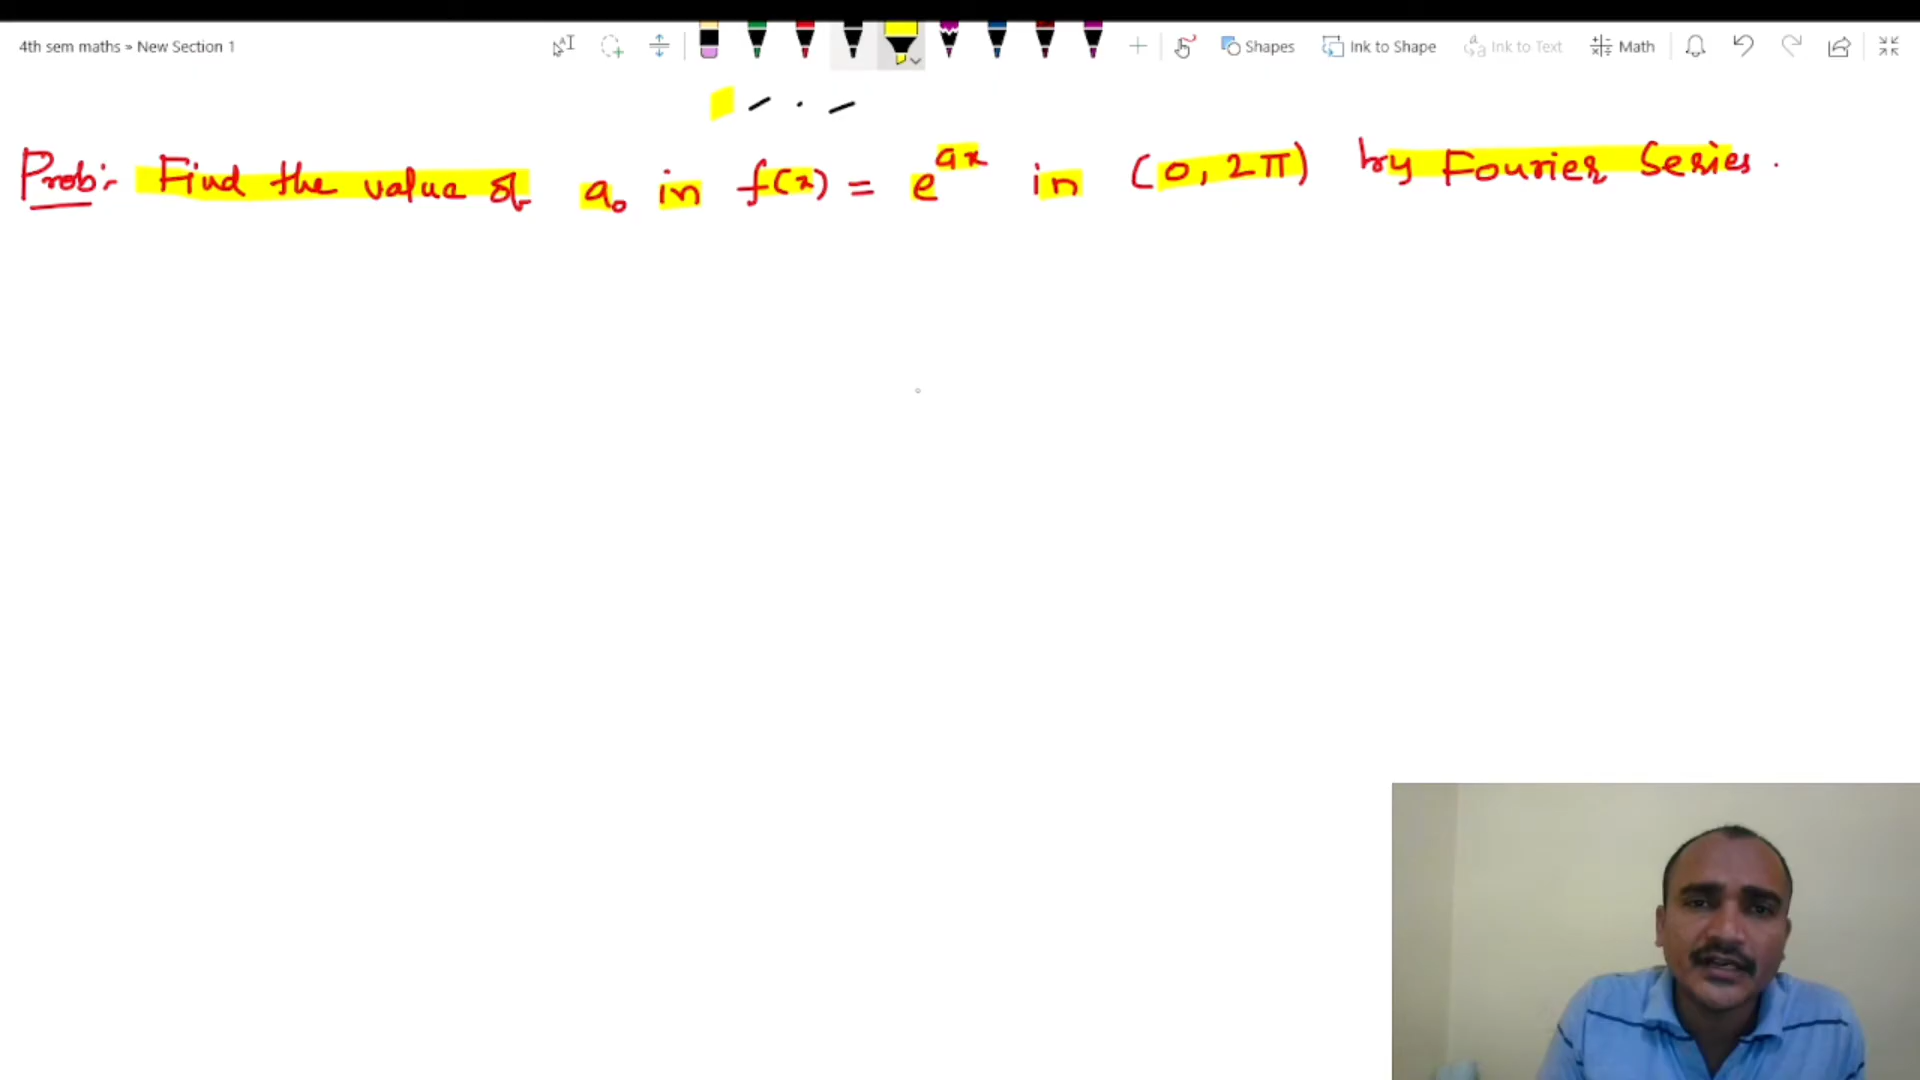 4th sem maths » New Section 1
Shapes
Ink to Shape
Ink to Text
Math
Prob:- Find the value of a₀ in f(x) = e^{ax} in (0, 2π) by Fourier Series.